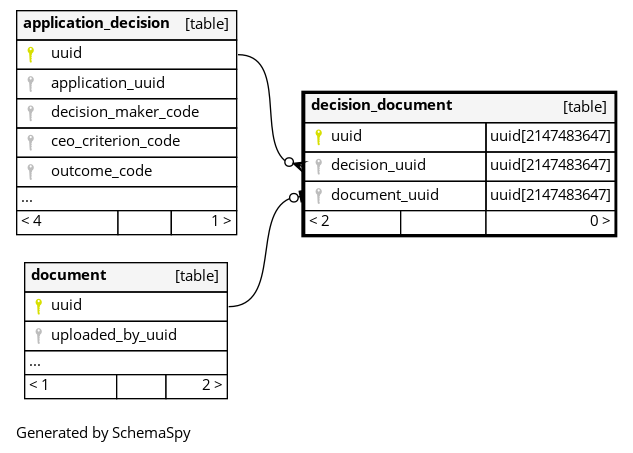 application_decision [table]
uuid
application_uuid
decision_maker_code
ceo_criterion_code
outcome_code
...
< 4 1 >
decision_document [table]
uuid uuid[2147483647]
decision_uuid uuid[2147483647]
document_uuid uuid[2147483647]
< 2 0 >
document [table]
uuid
uploaded_by_uuid
...
< 1 2 >
Generated by SchemaSpy